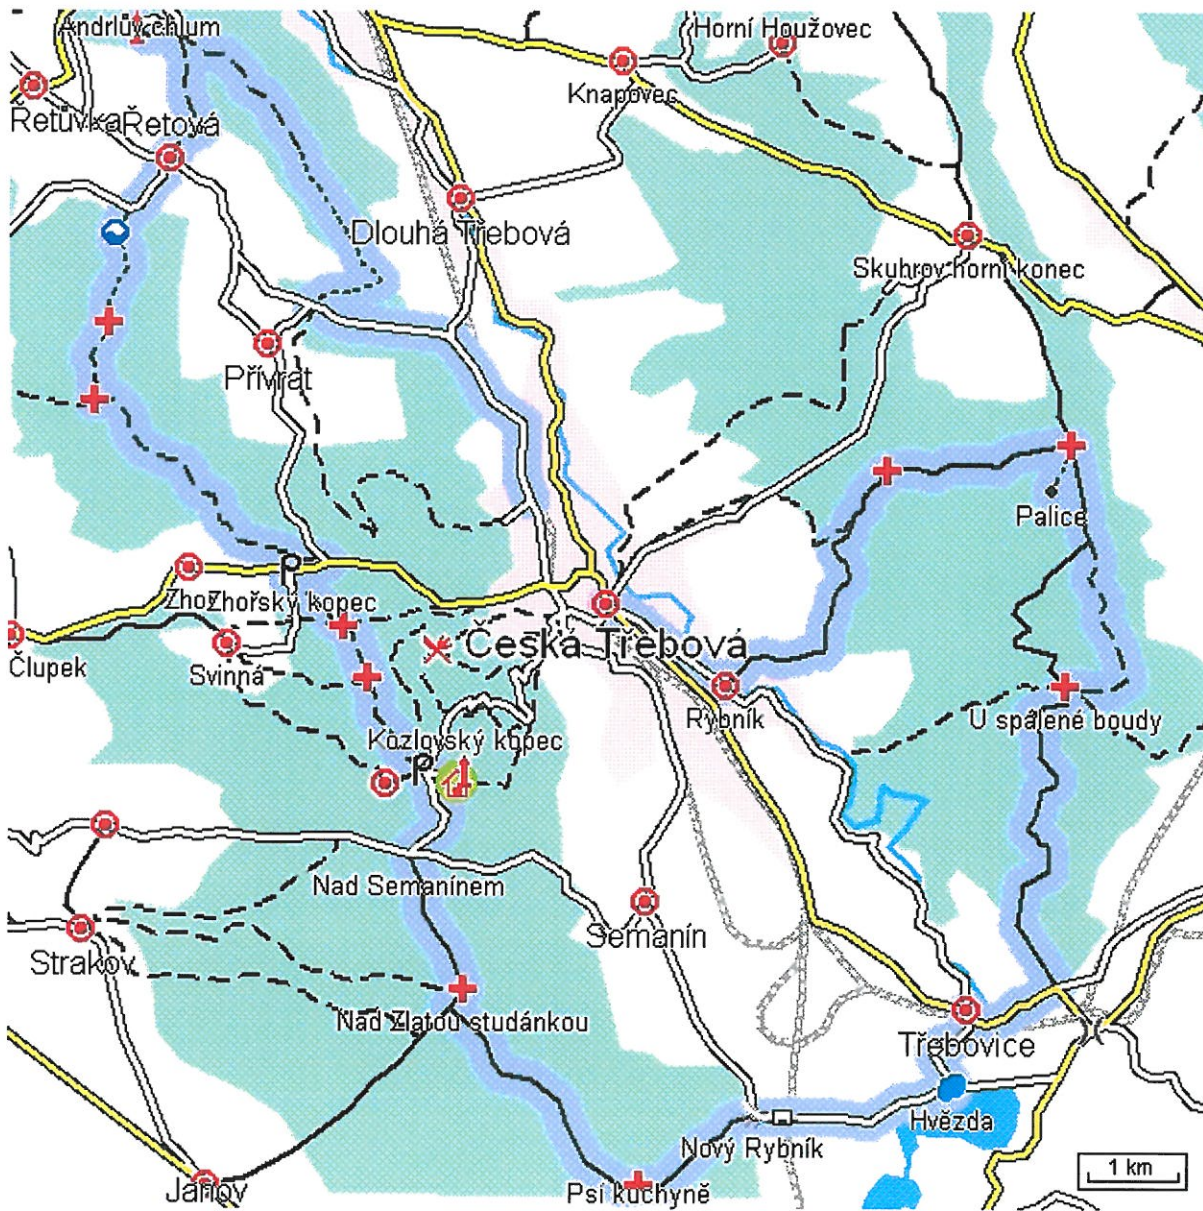 Andrlův chlum
Horní Houžovec
Knapovec
Řetůvka
Řetová
Dlouhá Třebová
Skuhrov horní konec
Přívrat
Palice
Zhoř
Zhořský kopec
Člupek
Svinná
Česká Třebová
Rybník
U spálené boudy
Kozlovský kopec
P
P
Nad Semanínem
Semanín
Strakov
Nad Zlatou studánkou
Třebovice
Hvězda
Nový Rybník
Janov
Psí kuchyně
1 km